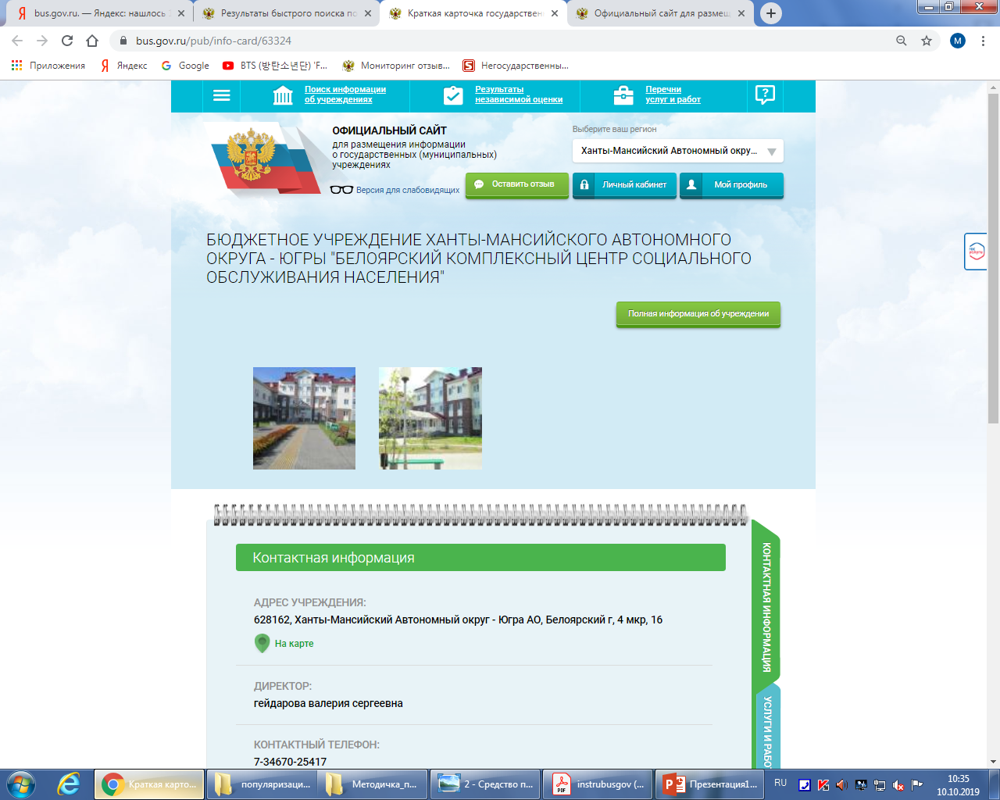 bus.gov.ru. — Яндекс: нашлось
Результаты быстрого поиска по
Краткая карточка государствен
Официальный сайт для размещ
bus.gov.ru/pub/info-card/63324
M
Приложения
Яндекс
Google
BTS (방탄소년단) 'F...
Мониторинг отзыв...
Негосударственны...
Поиск информации
об учреждениях
Результаты
независимой оценки
Перечни
услуг и работ
ОФИЦИАЛЬНЫЙ САЙТ
для размещения информации
о государственных (муниципальных)
учреждениях
Версия для слабовидящих
Оставить отзыв
Выберите ваш регион
Ханты-Мансийский Автономный окру...
Личный кабинет
Мой профиль
БЮДЖЕТНОЕ УЧРЕЖДЕНИЕ ХАНТЫ-МАНСИЙСКОГО АВТОНОМНОГО
ОКРУГА - ЮГРЫ "БЕЛОЯРСКИЙ КОМПЛЕКСНЫЙ ЦЕНТР СОЦИАЛЬНОГО
ОБСЛУЖИВАНИЯ НАСЕЛЕНИЯ"
гос
услуги
Полная информация об учреждении
Контактная информация
АДРЕС УЧРЕЖДЕНИЯ:
628162, Ханты-Мансийский Автономный округ - Югра АО, Белоярский г, 4 мкр, 16
На карте
ДИРЕКТОР:
гейдарова валерия сергеевна
КОНТАКТНЫЙ ТЕЛЕФОН:
7-34670-25417
КОНТАКТНАЯ ИНФОРМАЦИЯ
УСЛУГИ И РАБО
Краткая карто...
популяризаци...
Методичка_п...
2 - Средство п...
instrubusgov (...
Презентация1...
RU
10:35
10.10.2019